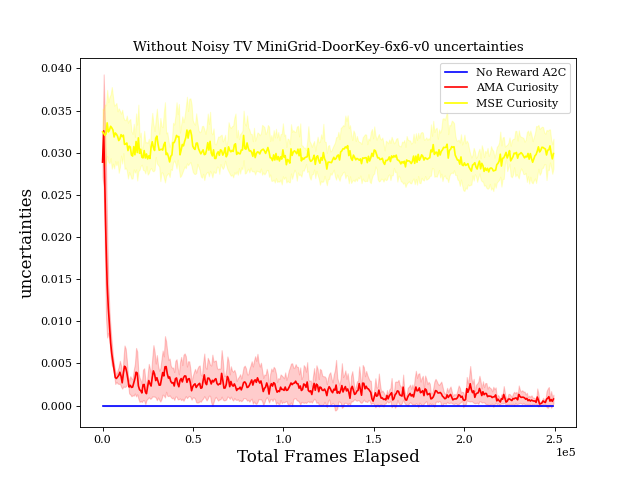 Without Noisy TV MiniGrid-DoorKey-6x6-v0 uncertainties
No Reward A2C
AMA Curiosity
MSE Curiosity
uncertainties
0.040
0.035
0.030
0.025
0.020
0.015
0.010
0.005
0.000
0.0 0.5 1.0 1.5 2.0 2.5
1e5
Total Frames Elapsed